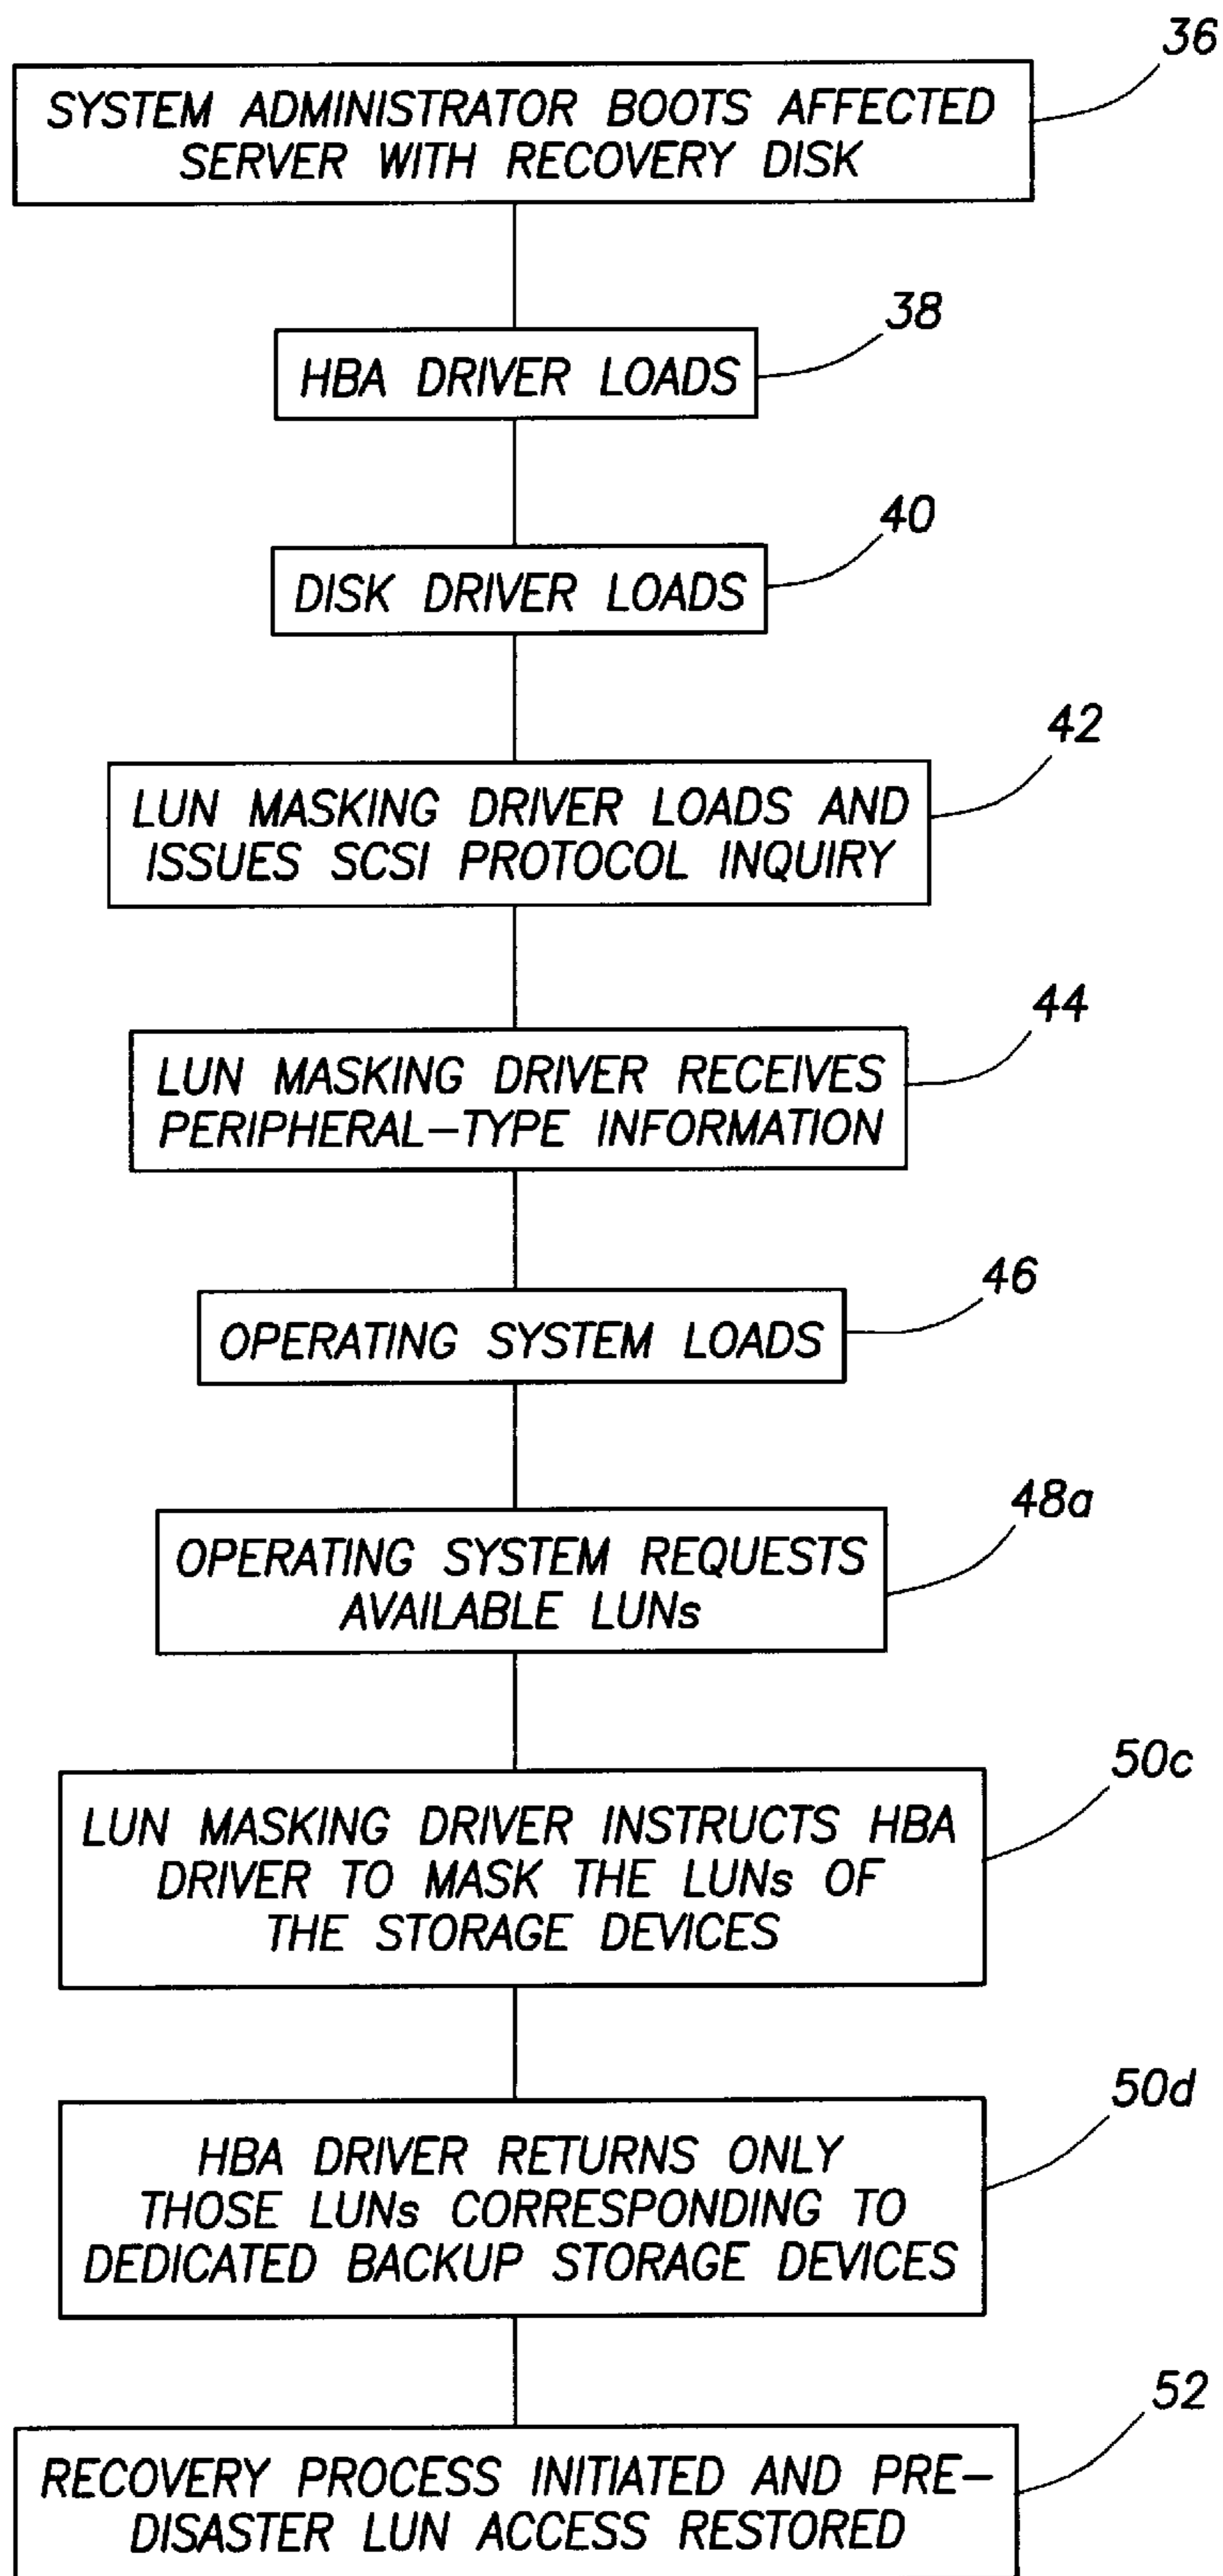 36
SYSTEM ADMINISTRATOR BOOTS AFFECTED
SERVER WITH RECOVERY DISK
38
HBA DRIVER LOADS
40
DISK DRIVER LOADS
42
LUN MASKING DRIVER LOADS AND
ISSUES SCSI PROTOCOL INQUIRY
44
LUN MASKING DRIVER RECEIVES
PERIPHERAL–TYPE INFORMATION
46
OPERATING SYSTEM LOADS
48a
OPERATING SYSTEM REQUESTS
AVAILABLE LUNs
50c
LUN MASKING DRIVER INSTRUCTS HBA
DRIVER TO MASK THE LUNs OF
THE STORAGE DEVICES
50d
HBA DRIVER RETURNS ONLY
THOSE LUNs CORRESPONDING TO
DEDICATED BACKUP STORAGE DEVICES
52
RECOVERY PROCESS INITIATED AND PRE–
DISASTER LUN ACCESS RESTORED